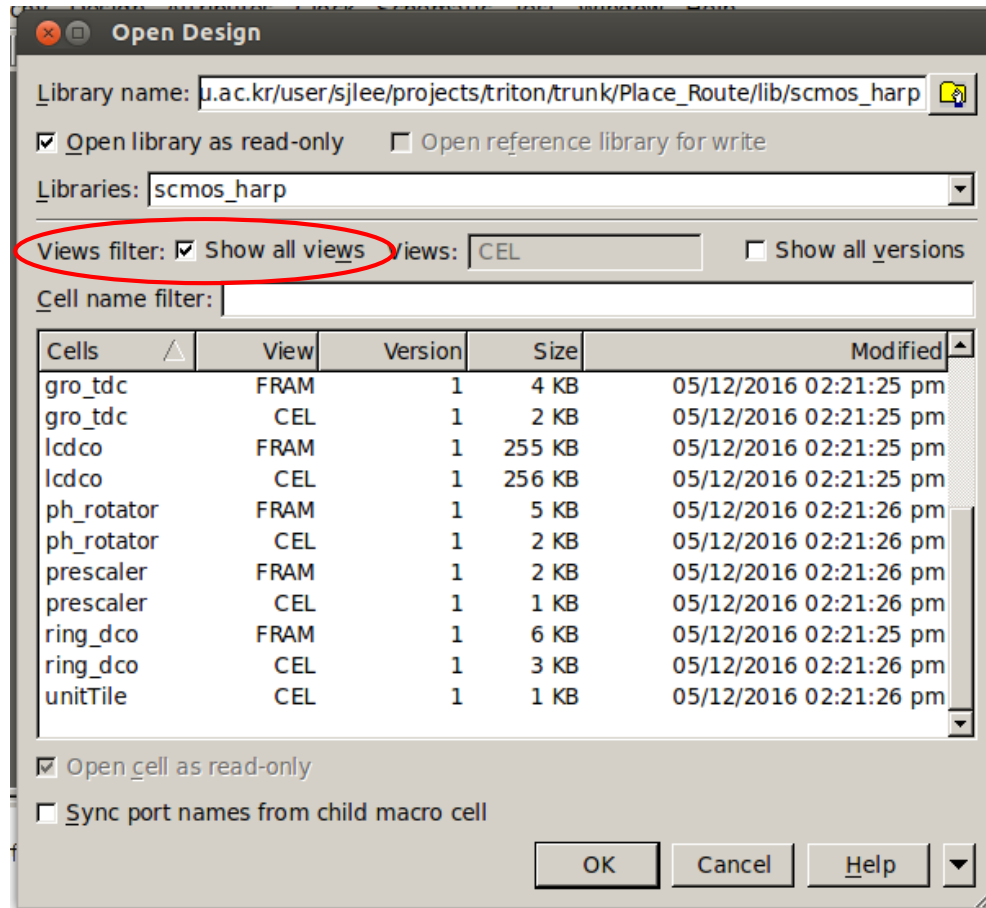 Open Design
Library name: u.ac.kr/user/sjlee/projects/triton/trunk/Place_Route/lib/scmos_harp
Open library as read-only Open reference library for write
Libraries: scmos_harp
Views filter: Show all views Views: CEL Show all versions
Cell name filter:
Cells View Version Size Modified
gro_tdc FRAM 1 4 KB 05/12/2016 02:21:25 pm
gro_tdc CEL 1 2 KB 05/12/2016 02:21:25 pm
lcdco FRAM 1 255 KB 05/12/2016 02:21:25 pm
lcdco CEL 1 256 KB 05/12/2016 02:21:25 pm
ph_rotator FRAM 1 5 KB 05/12/2016 02:21:26 pm
ph_rotator CEL 1 2 KB 05/12/2016 02:21:26 pm
prescaler FRAM 1 2 KB 05/12/2016 02:21:26 pm
prescaler CEL 1 1 KB 05/12/2016 02:21:26 pm
ring_dco FRAM 1 6 KB 05/12/2016 02:21:25 pm
ring_dco CEL 1 3 KB 05/12/2016 02:21:26 pm
unitTile CEL 1 1 KB 05/12/2016 02:21:26 pm
Open cell as read-only
Sync port names from child macro cell
OK Cancel Help